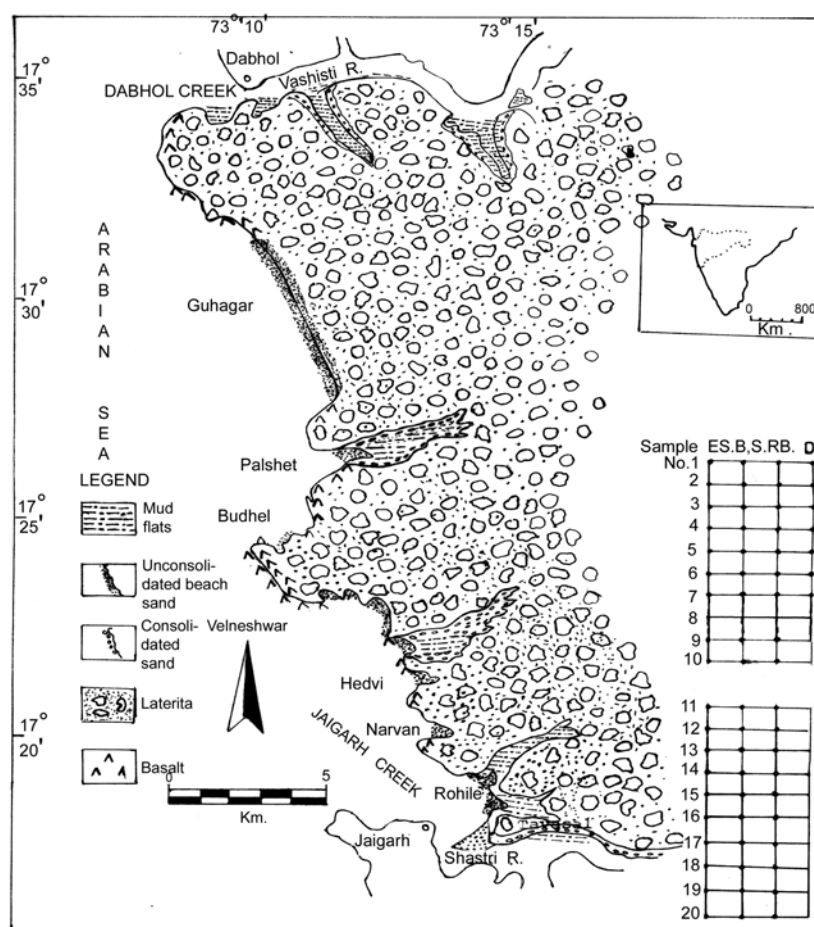 73° 10'
73° 15'
17° 35'
Dabhol
Vashisti R.
DABHOL CREEK
ARABIAN SEA
17° 30'
Guhagar
0 800
Km.
Palshet
LEGEND
Mud flats
17° 25'
Budhel
Unconsoli-
dated beach
sand
Consoli-
dated
sand
Velneshwar
Laterita
Hedvi
17° 20'
Narvan
JAIGARH CREEK
Basalt
0 5
Km.
Rohile
Jaigarh
Shastri R.
Sample ES.B,S.RB. D
No.1
2
3
4
5
6
7
8
9
10
11
12
13
14
15
16
17
18
19
20